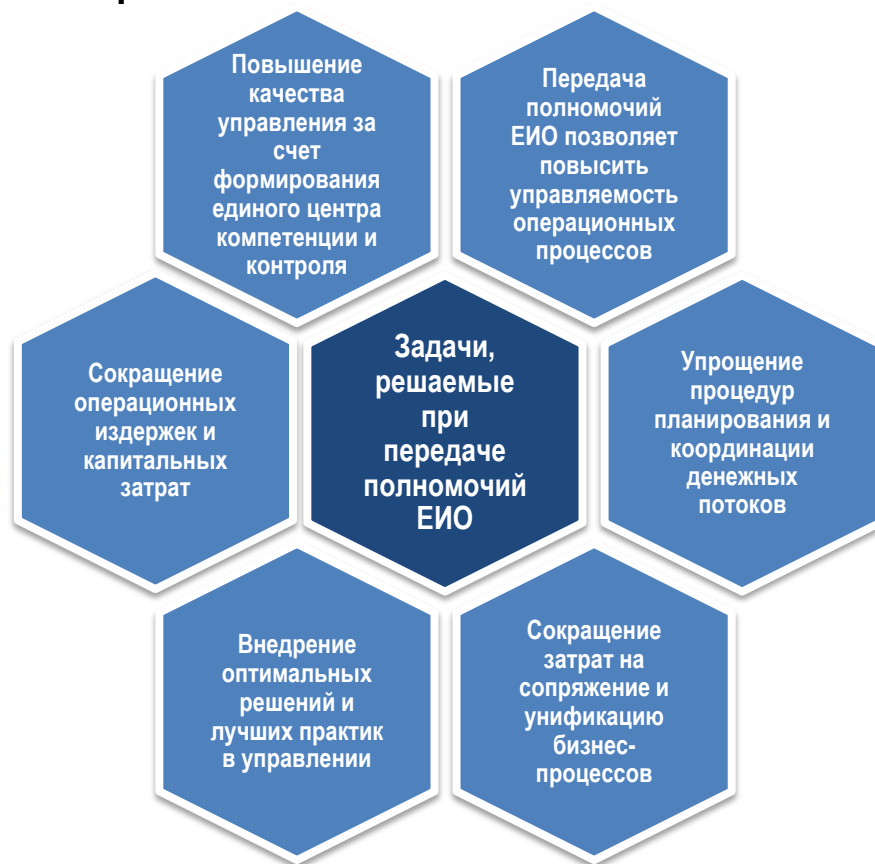 Повышение
качества
управления за
счет
формирования
единого центра
компетенции и
контроля
Передача
полномочий
ЕИО позволяет
повысить
управляемость
операционных
процессов
Сокращение
операционных
издержек и
капитальных
затрат
Задачи,
решаемые
при
передаче
полномочий
ЕИО
Упрощение
процедур
планирования и
координации
денежных
потоков
Внедрение
оптимальных
решений и
лучших практик
в управлении
Сокращение
затрат на
сопряжение и
унификацию
бизнес-
процессов